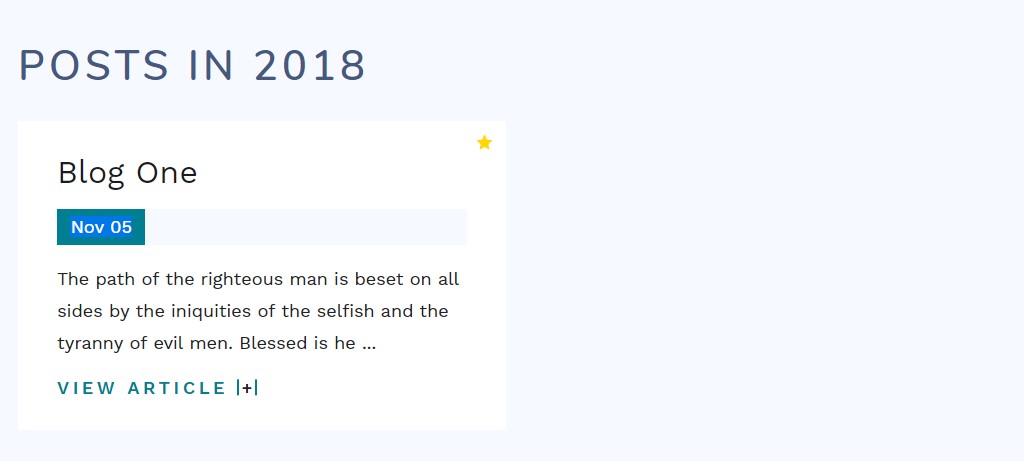 POSTS IN 2018
Blog One
Nov 05
The path of the righteous man is beset on all
sides by the iniquities of the selfish and the
tyranny of evil men. Blessed is he ...
VIEW ARTICLE |+|